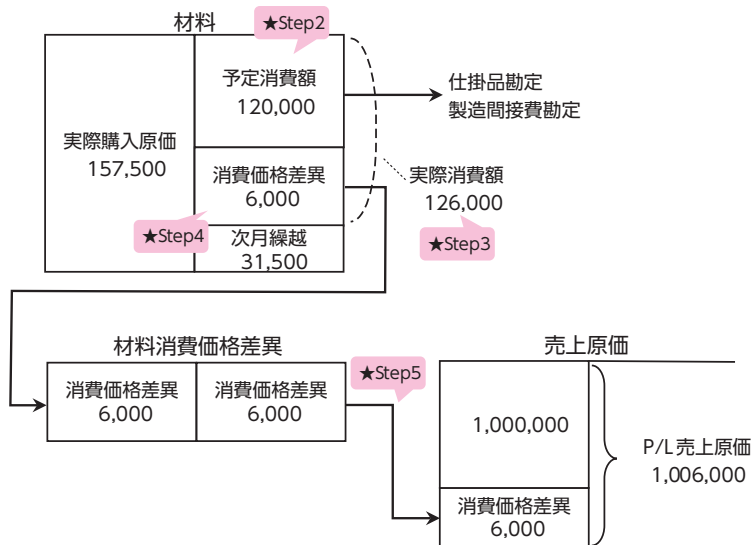 材料
★Step2
実際購入原価
157,500
予定消費額
120,000
仕掛品勘定
製造間接費勘定
消費価格差異
6,000
実際消費額
126,000
★Step4
★Step3
次月繰越
31,500
材料消費価格差異
消費価格差異
6,000
消費価格差異
6,000
★Step5
売上原価
1,000,000
消費価格差異
6,000
P/L売上原価
1,006,000